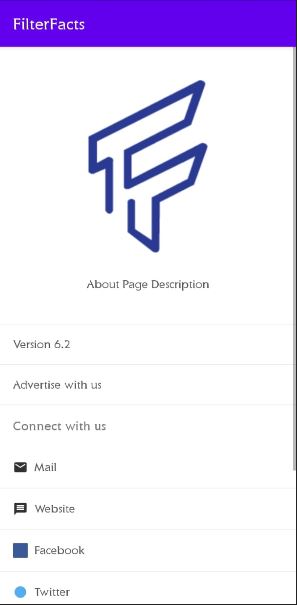 FilterFacts
About Page Description
Version 6.2
Advertise with us
Connect with us
Mail
Website
Facebook
Twitter